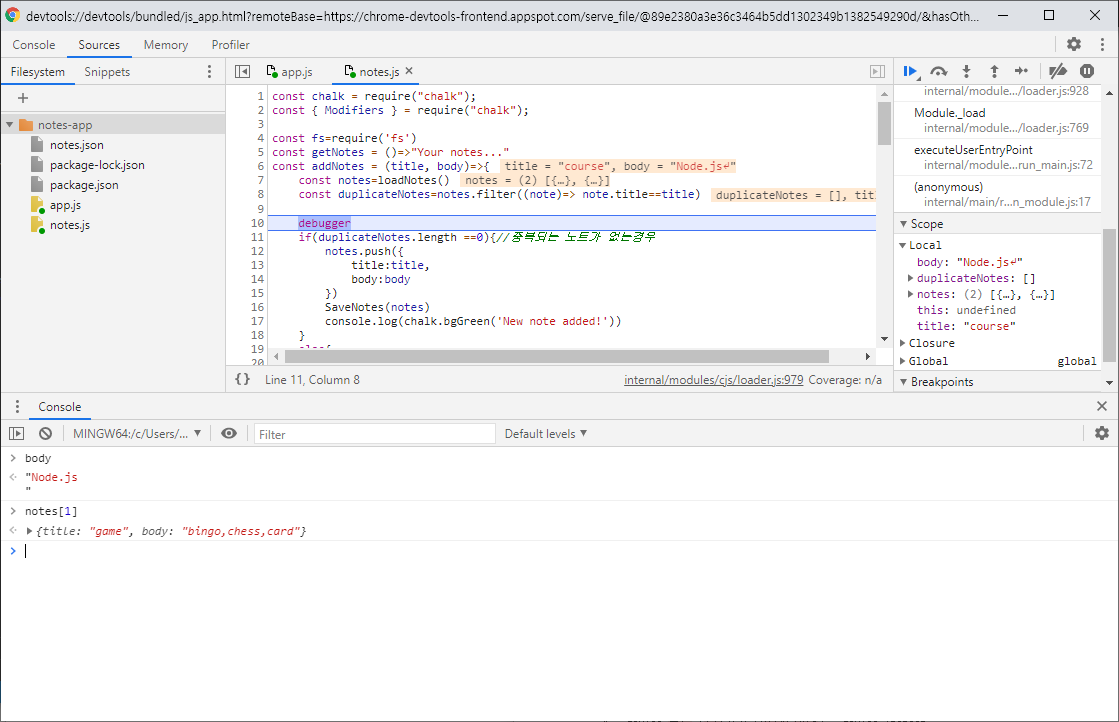 devtools://devtools/bundled/js_app.html?remoteBase=https://chrome-devtools-frontend.appspot.com/serve_file/@89e2380a3e36c3464b5dd1302349b1382549290d/&hasOth...
Console Sources Memory Profiler
Filesystem Snippets
app.js notes.js
notes-app
notes.json
package-lock.json
package.json
app.js
notes.js
1 const chalk = require("chalk");
2 const { Modifiers } = require("chalk");
3
4 const fs=require('fs')
5 const getNotes = ()=>"Your notes..."
6 const addNotes = (title, body)=>{ title = "course", body = "Node.js↵"
7 const notes=loadNotes() notes = (2) [{…}, {…}]
8 const duplicateNotes=notes.filter((note)=> note.title==title) duplicateNotes = [], tit
9
10 debugger
11 if(duplicateNotes.length ==0){//중복되는 노트가 없는경우
12 notes.push({
13 title:title,
14 body:body
15 })
16 SaveNotes(notes)
17 console.log(chalk.bgGreen('New note added!'))
18 }
19 else{
20
{} Line 11, Column 8 internal/modules/cjs/loader.js:979 Coverage: n/a
internal/module…/loader.js:928
Module._load
internal/module…/loader.js:769
executeUserEntryPoint
internal/module…run_main.js:72
(anonymous)
internal/main/r…n_module.js:17
Scope
Local
body: "Node.js↵"
duplicateNotes: []
notes: (2) [{…}, {…}]
this: undefined
title: "course"
Closure
Global global
Breakpoints
Console
MINGW64:/c/Users/... Filter Default levels
body
"Node.js
"
notes[1]
{title: "game", body: "bingo,chess,card"}